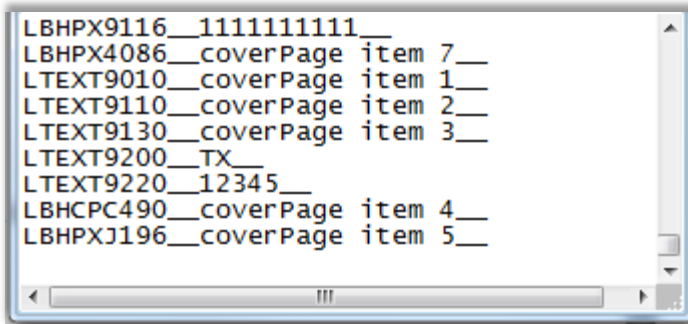 LBHPX9116__1111111111__
LBHPX4086__coverPage item 7__
LTEXT9010__coverPage item 1__
LTEXT9110__coverPage item 2__
LTEXT9130__coverPage item 3__
LTEXT9200__TX__
LTEXT9220__12345__
LBHCPC490__coverPage item 4__
LBHPXJ196__coverPage item 5__